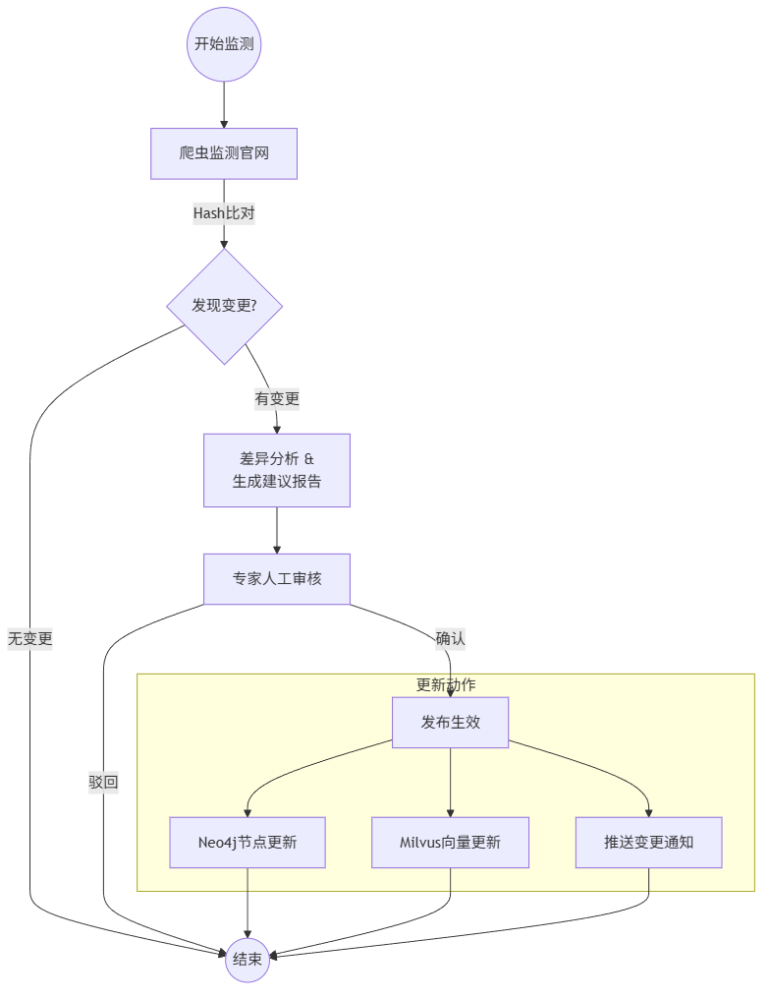 开始监测
爬虫监测官网
Hash比对
发现变更?
有变更
差异分析 &
生成建议报告
专家人工审核
无变更
确认
更新动作
发布生效
驳回
Neo4j节点更新
Milvus向量更新
推送变更通知
结束